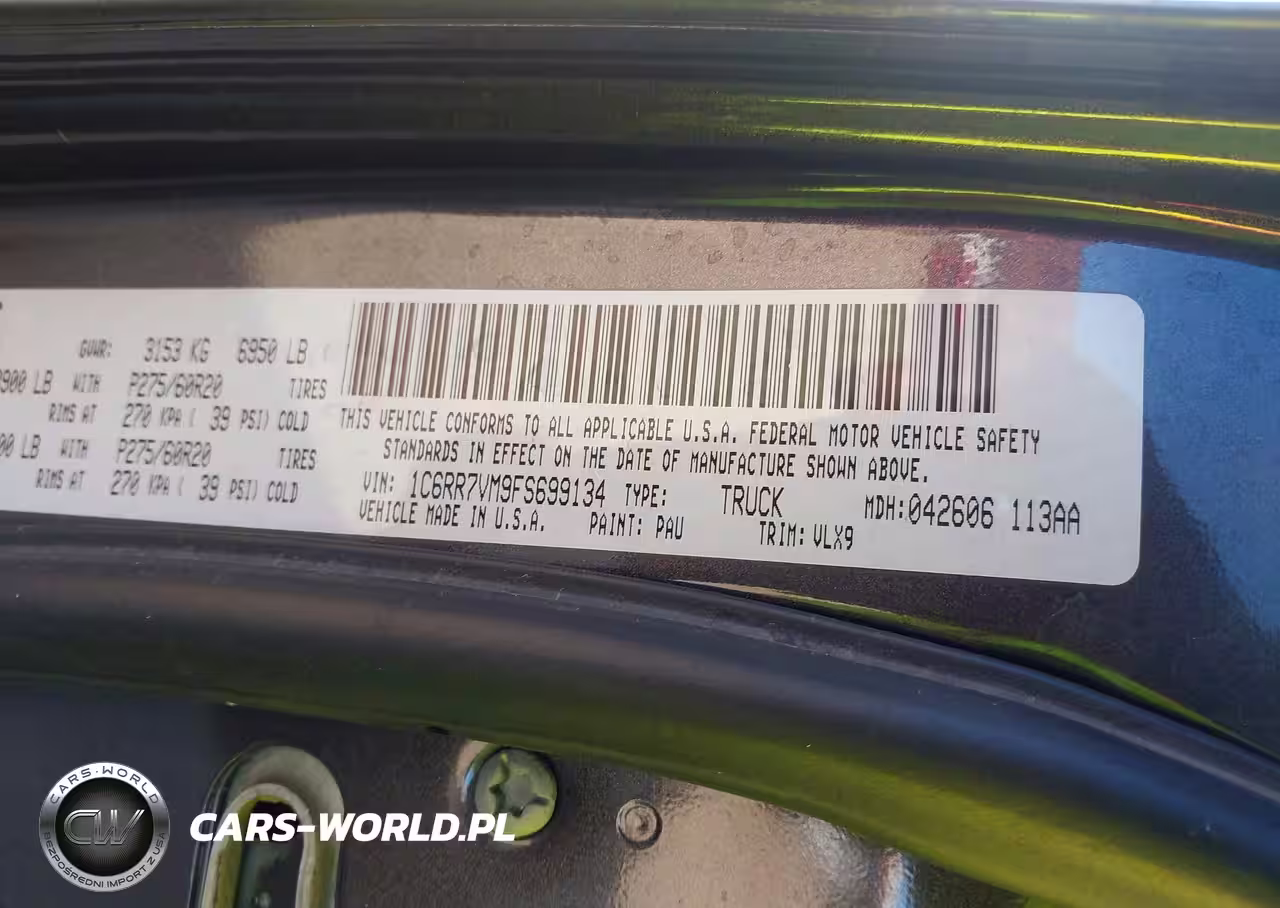 GVWR: 3153 KG 6950 LB
900 LB WITH P275/60R20 TIRES
RIMS AT 270 KPA ( 39 PSI) COLD
00 LB WITH P275/60R20 TIRES
RIMS AT 270 KPA ( 39 PSI) COLD
THIS VEHICLE CONFORMS TO ALL APPLICABLE U.S.A. FEDERAL MOTOR VEHICLE SAFETY
STANDARDS IN EFFECT ON THE DATE OF MANUFACTURE SHOWN ABOVE.
VIN: 1C6RR7VM9FS699134 TYPE: TRUCK MDH:042606 113AA
VEHICLE MADE IN U.S.A. PAINT: PAU TRIM: VLX9
CARS-WORLD
CW
BEZPOŚREDNI IMPORT Z USA
CARS-WORLD.PL